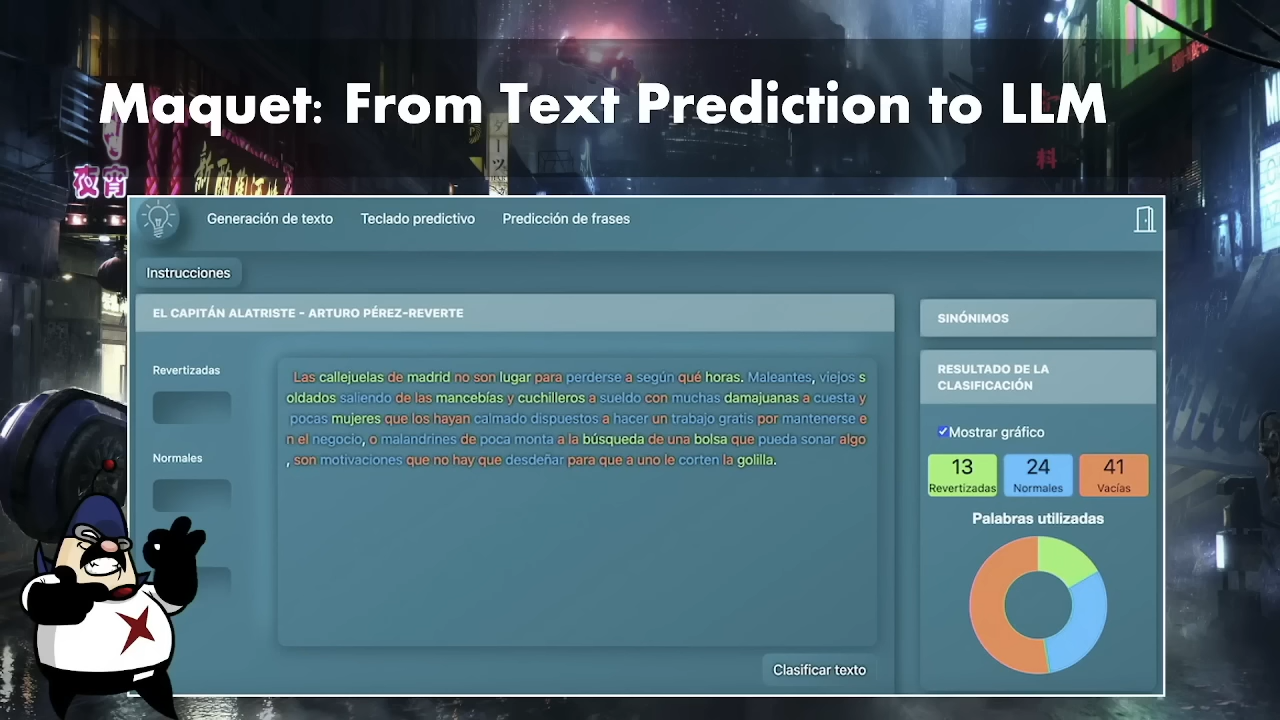 Maquet: From Text Prediction to LLM
夜宵
料
Generación de texto
Teclado predictivo
Predicción de frases
Instrucciones
EL CAPITÁN ALATRISTE - ARTURO PÉREZ-REVERTE
Revertizadas
Normales
Las callejuelas de madrid no son lugar para perderse a según qué horas. Maleantes, viejos s
oldados saliendo de las mancebías y cuchilleros a sueldo con muchas damajuanas a cuesta y
pocas mujeres que los hayan calmado dispuestos a hacer un trabajo gratis por mantenerse e
n el negocio, o malandrines de poca monta a la búsqueda de una bolsa que pueda sonar algo
, son motivaciones que no hay que desdeñar para que a uno le corten la golilla.
Clasificar texto
SINÓNIMOS
RESULTADO DE LA
CLASIFICACIÓN
Mostrar gráfico
13 24 41
Revertizadas Normales Vacías
Palabras utilizadas